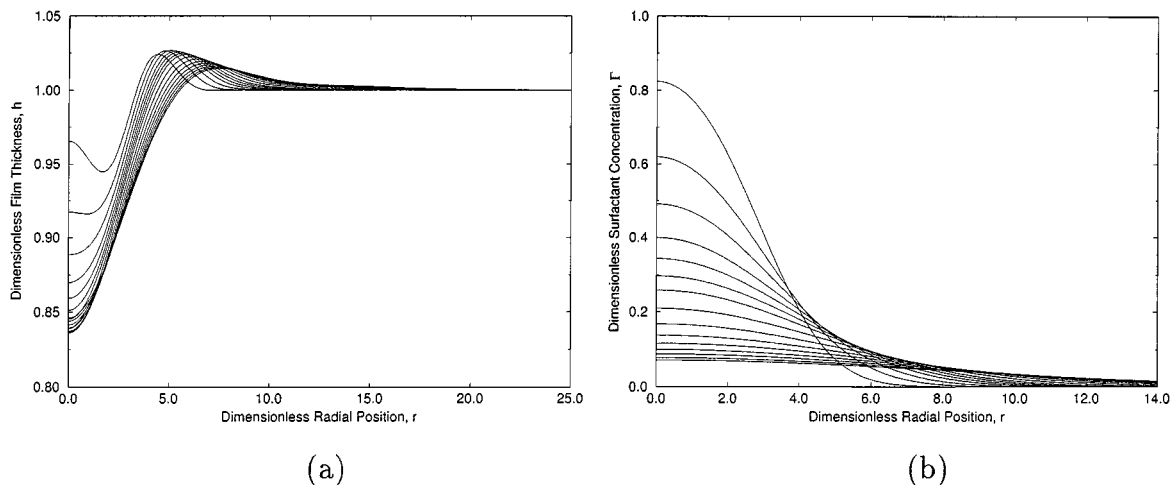 1.05
1.00
0.95
0.90
0.85
0.80
Dimensionless Film Thickness, h
0.0 5.0 10.0 15.0 20.0 25.0
Dimensionless Radial Position, r
(a)
1.0
0.8
0.6
0.4
0.2
0.0
Dimensionless Surfactant Concentration, Γ
0.0 2.0 4.0 6.0 8.0 10.0 12.0 14.0
Dimensionless Radial Position, r
(b)